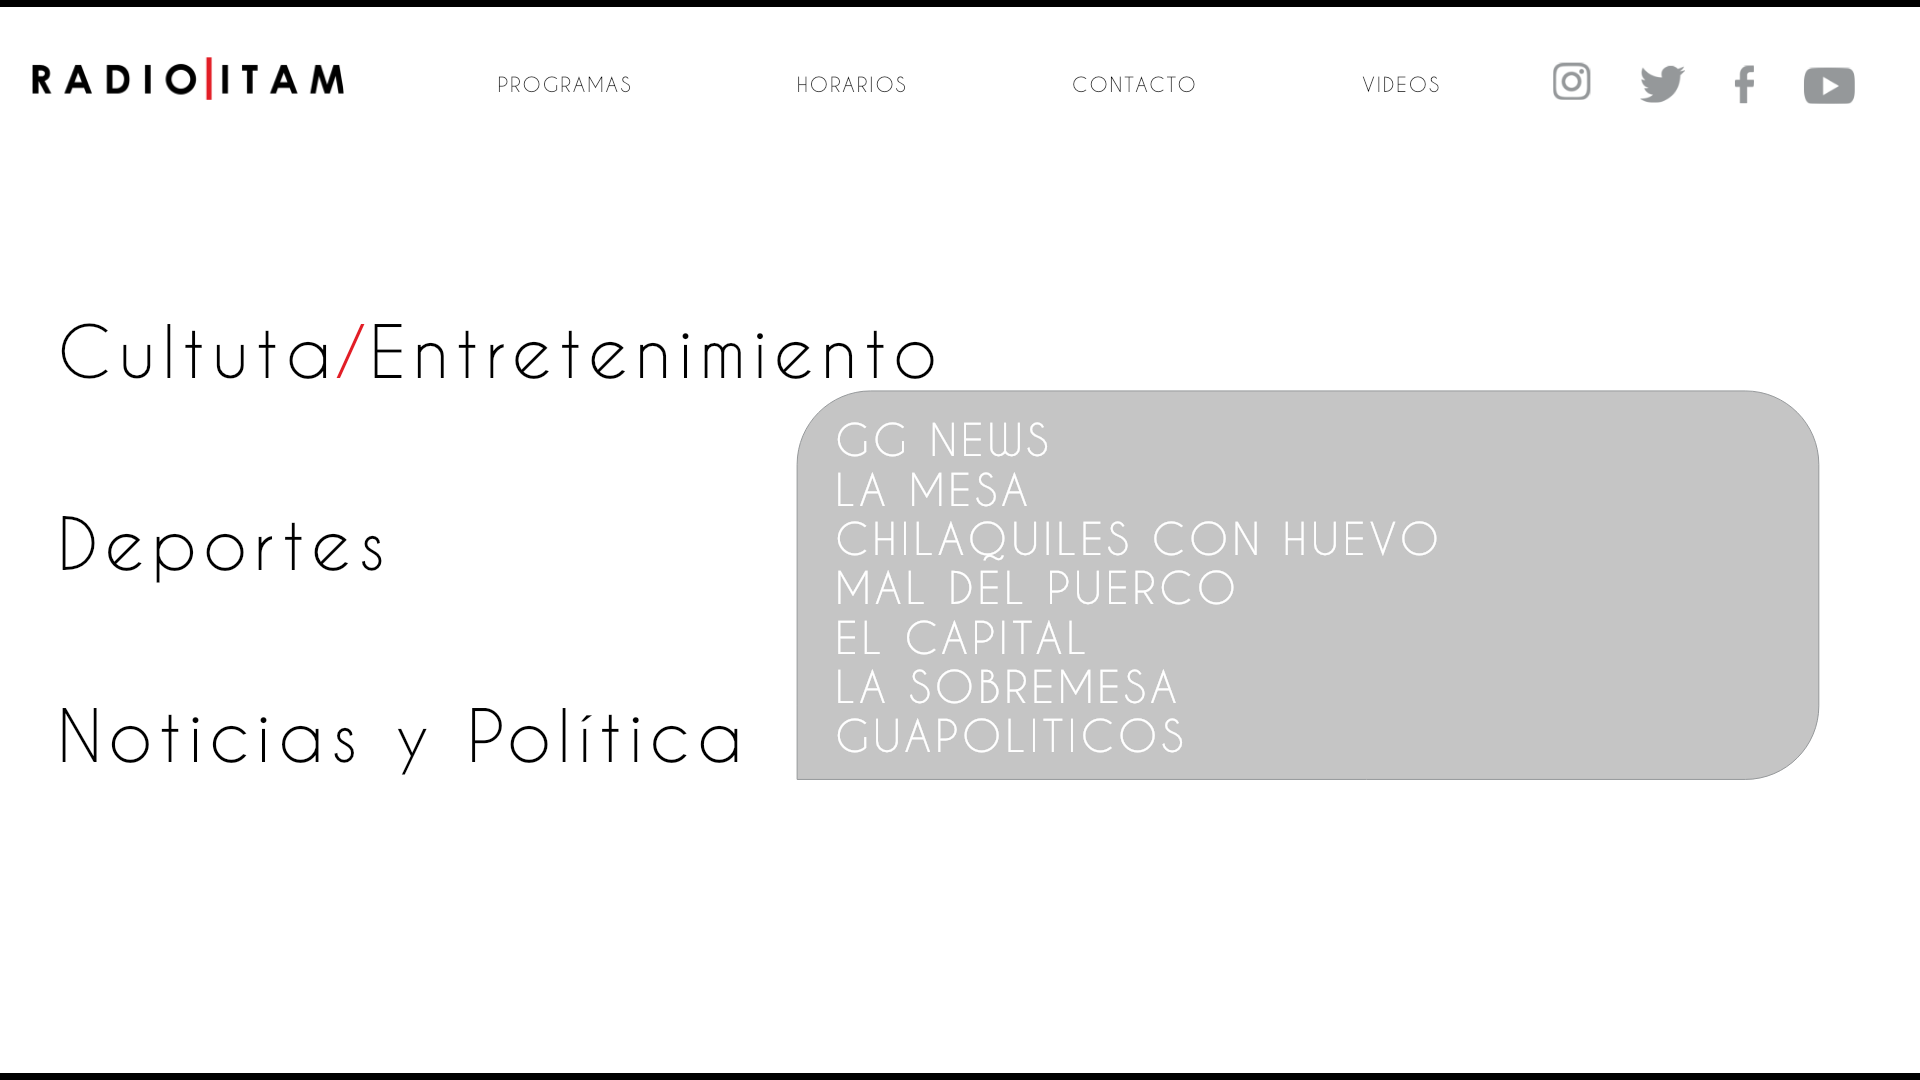 RADIO|ITAM
PROGRAMAS
HORARIOS
CONTACTO
VIDEOS
Cultuta/Entretenimiento
Deportes
Noticias y Política
GG NEWS
LA MESA
CHILAQUILES CON HUEVO
MAL DEL PUERCO
EL CAPITAL
LA SOBREMESA
GUAPOLITICOS